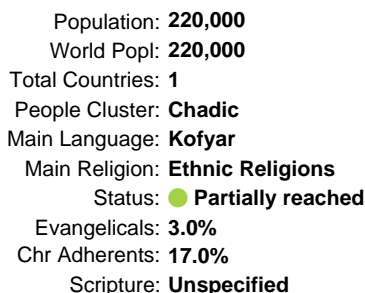 Population: 220,000
World Popl: 220,000
Total Countries: 1
People Cluster: Chadic
Main Language: Kofyar
Main Religion: Ethnic Religions
Status: Partially reached
Evangelicals: 3.0%
Chr Adherents: 17.0%
Scripture: Unspecified